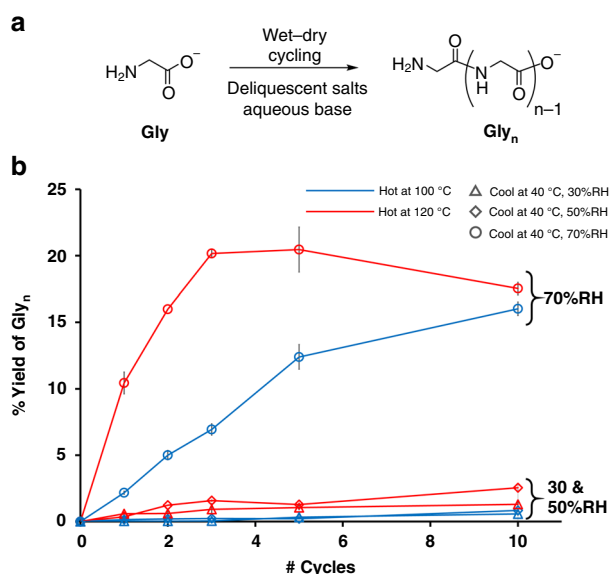 a
H₂N
O⁻
O
Gly
Wet–dry
cycling
Deliquescent salts
aqueous base
H₂N
O
N
H
O
O⁻
n–1
Glyₙ
b
Hot at 100 °C
Hot at 120 °C
Cool at 40 °C, 30%RH
Cool at 40 °C, 50%RH
Cool at 40 °C, 70%RH
% Yield of Glyₙ
25
20
15
10
5
0
70%RH
30 &
50%RH
0
2
4
6
8
10
# Cycles